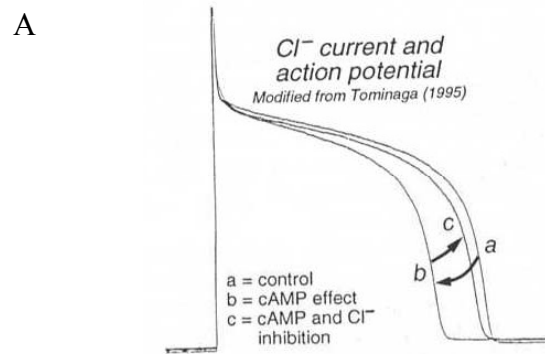 A
Cl⁻ current and
action potential
Modified from Tominaga (1995)
c
a
b
a = control
b = cAMP effect
c = cAMP and Cl⁻
inhibition